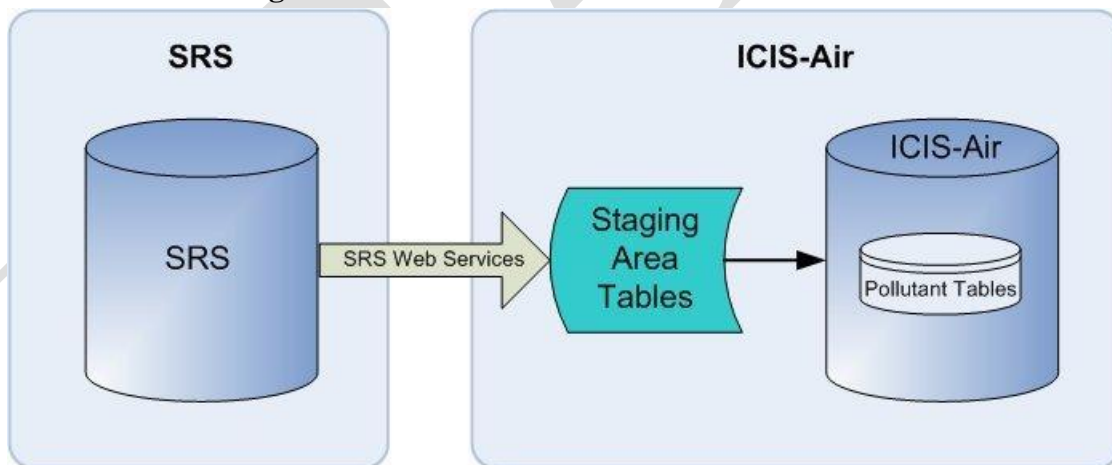 SRS
ICIS-Air
SRS
SRS Web Services
Staging
Area
Tables
ICIS-Air
Pollutant Tables